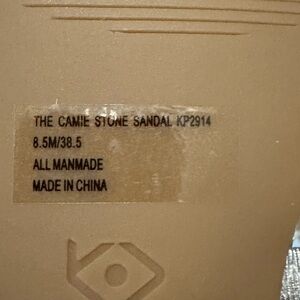 THE CAMIE STONE SANDAL KP2914
8.5M/38.5
ALL MANMADE
MADE IN CHINA